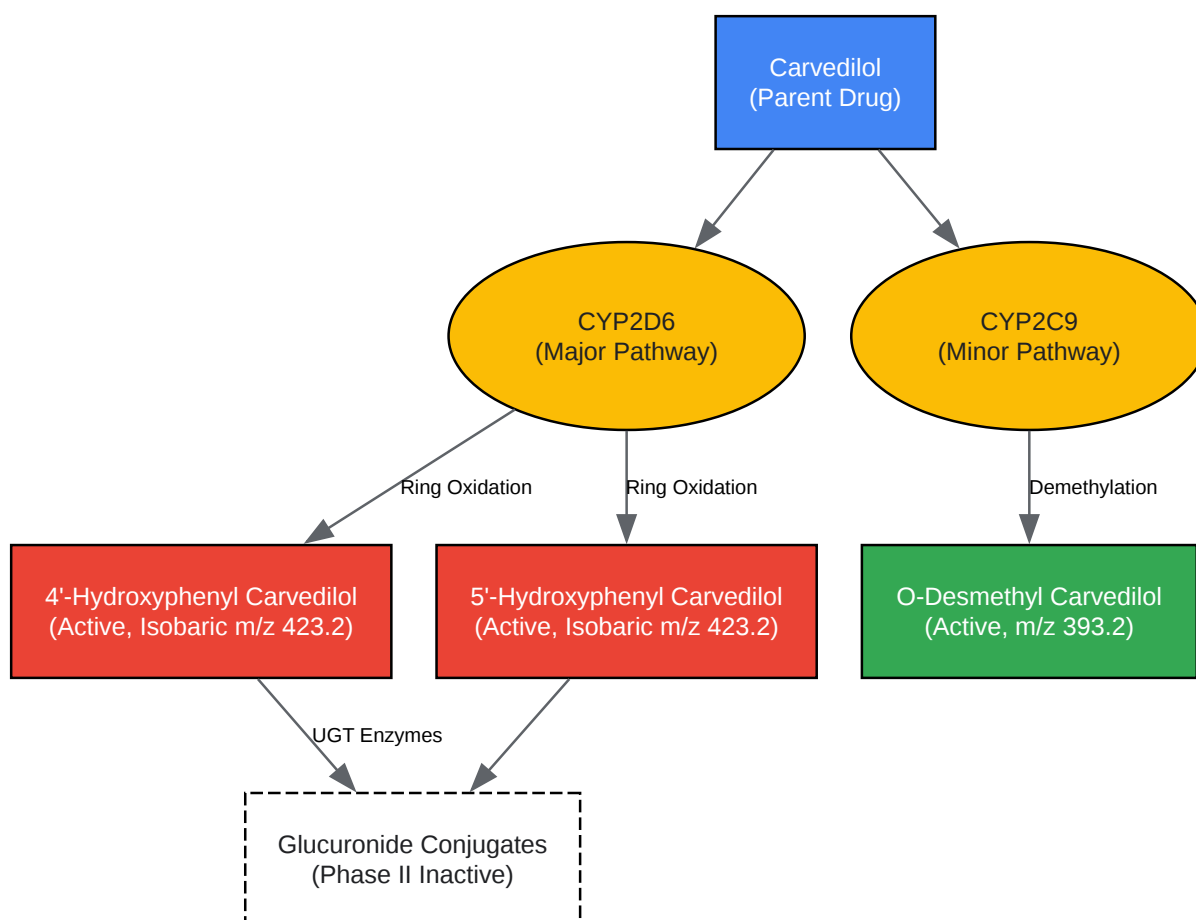 Carvedilol
(Parent Drug)
CYP2D6
(Major Pathway)
CYP2C9
(Minor Pathway)
Ring Oxidation
Ring Oxidation
Demethylation
4'-Hydroxyphenyl Carvedilol
(Active, Isobaric m/z 423.2)
5'-Hydroxyphenyl Carvedilol
(Active, Isobaric m/z 423.2)
O-Desmethyl Carvedilol
(Active, m/z 393.2)
UGT Enzymes
Glucuronide Conjugates
(Phase II Inactive)